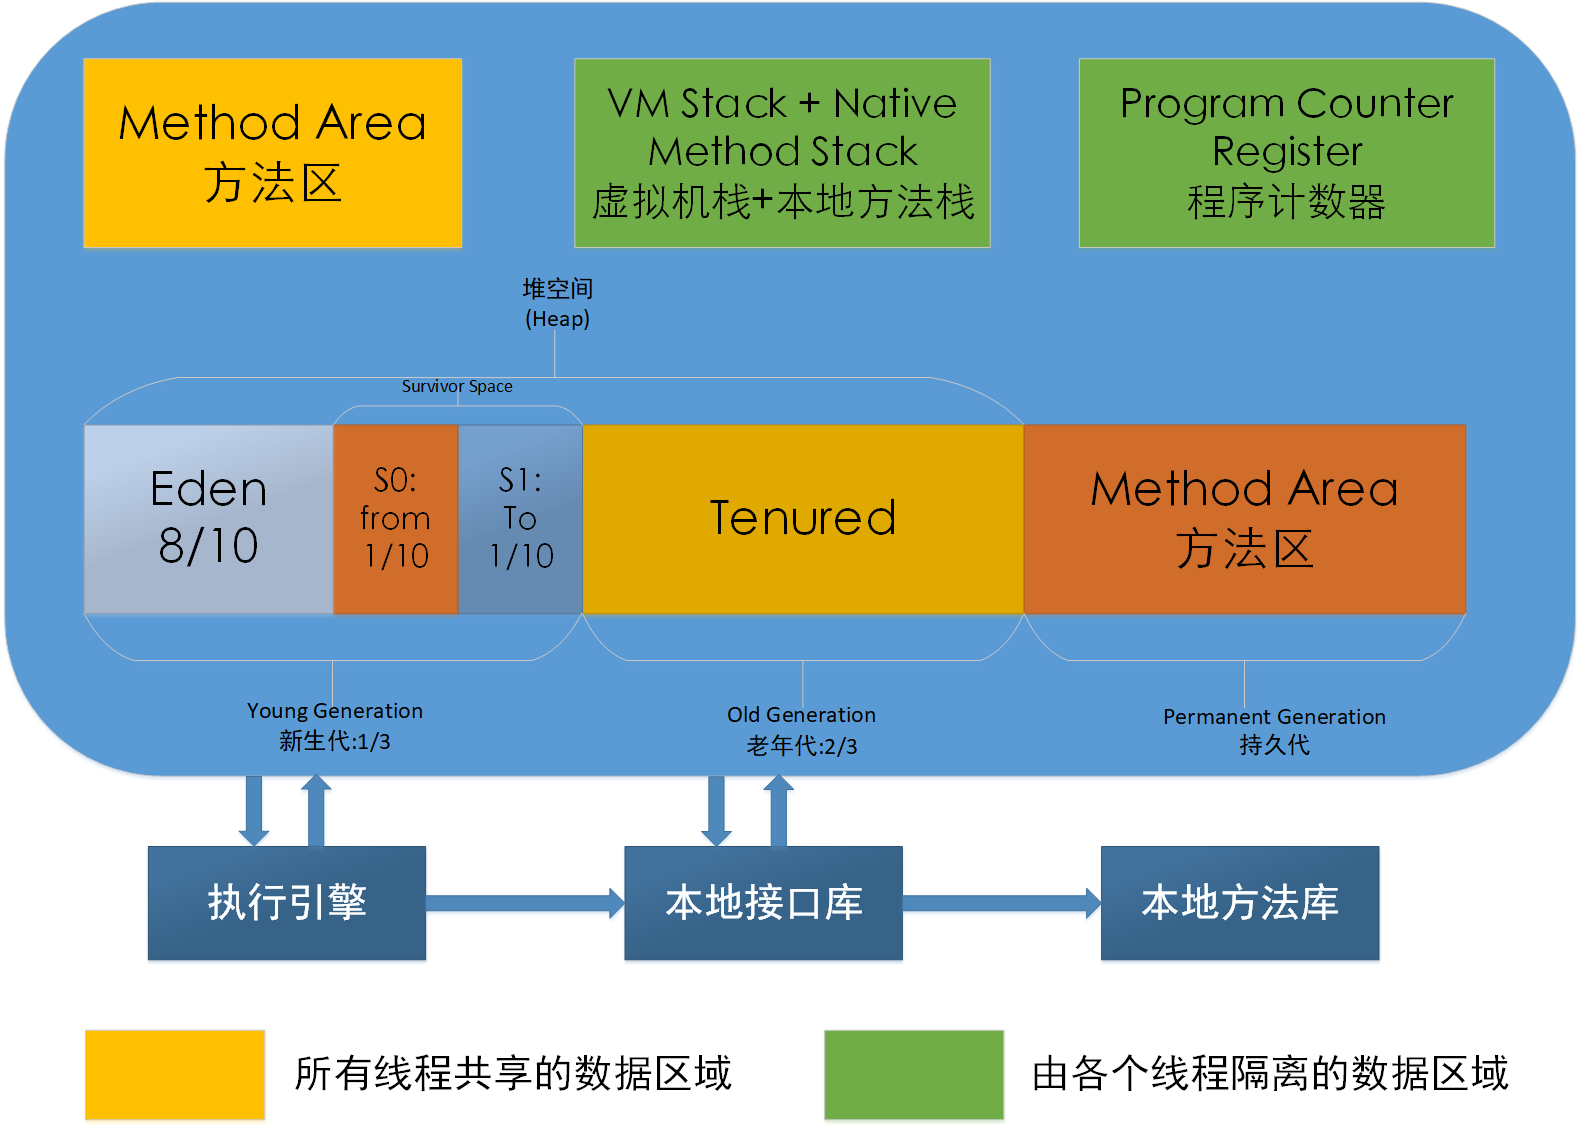 Method Area
方法区
VM Stack + Native
Method Stack
虚拟机栈+本地方法栈
Program Counter
Register
程序计数器
堆空间
(Heap)
Survivor Space
Eden
8/10
S0:
from
1/10
S1:
To
1/10
Tenured
Method Area
方法区
Young Generation
新生代:1/3
Old Generation
老年代:2/3
Permanent Generation
持久代
执行引擎
本地接口库
本地方法库
所有线程共享的数据区域
由各个线程隔离的数据区域